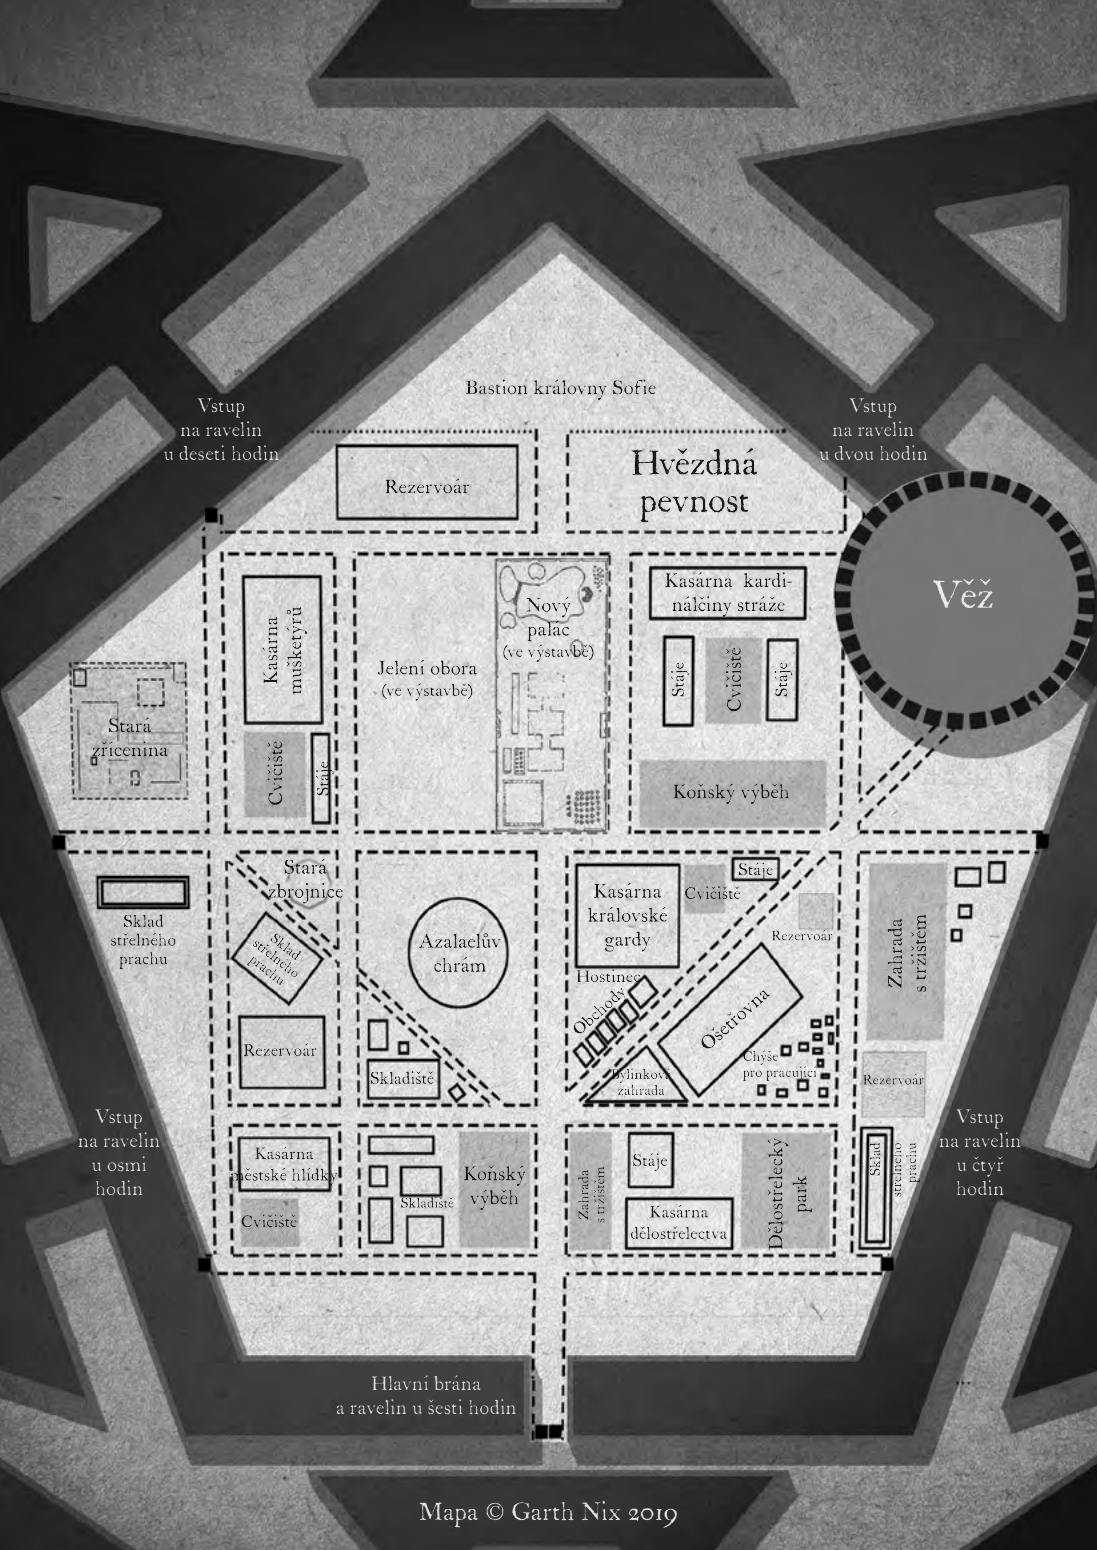 Bastion královny Sofie
Vstup
na ravelin
u deseti hodin
Vstup
na ravelin
u dvou hodin
Rezervoár
Hvězdná
pevnost
Věž
Kasárna
mušketýrů
Cvičiště
Stáje
Jelení obora
(ve výstavbě)
Nový
palác
(ve výstavbě)
Kasárna kardi-
nálčiny stráže
Stáje
Cvičiště
Stáje
Koňský výběh
Stará
zřícenina
Sklad
střelného
prachu
Stará
zbrojnice
Sklad
střelného
prachu
Rezervoár
Azalaelův
chrám
Skladiště
Kasárna
královské
gardy
Cvičiště
Stáje
Hostinec
Obchody
Rezervoár
Ošetřovna
Bylinková
zahrada
Chýše
pro pracující
Zahrada
s tržištěm
Rezervoár
Vstup
na ravelin
u osmi
hodin
Vstup
na ravelin
u čtyř
hodin
Kasárna
městské hlídky
Cvičiště
Skladiště
Koňský
výběh
Zahrada
s tržištěm
Stáje
Kasárna
dělostřelectva
Dělostřelecký
park
Sklad
střelného
prachu
Hlavní brána
a ravelin u šesti hodin
Mapa © Garth Nix 2019